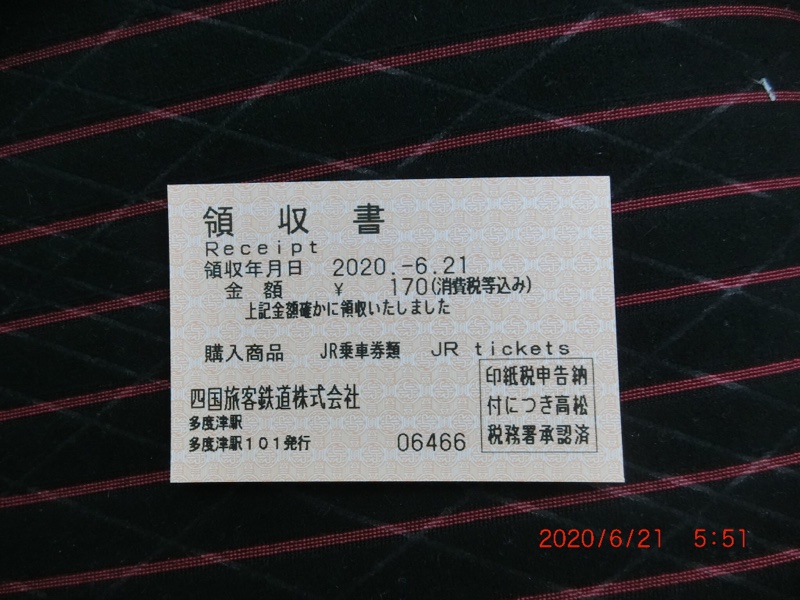 領収書
Receipt
領収年月日 2020.-6.21
金額 ¥ 170(消費税等込み)
上記金額確かに領収いたしました
購入商品 JR乗車券類 JR tickets
四国旅客鉄道株式会社
多度津駅
多度津駅101発行 06466
印紙税申告納
付につき高松
税務署承認済
2020/6/21 5:51